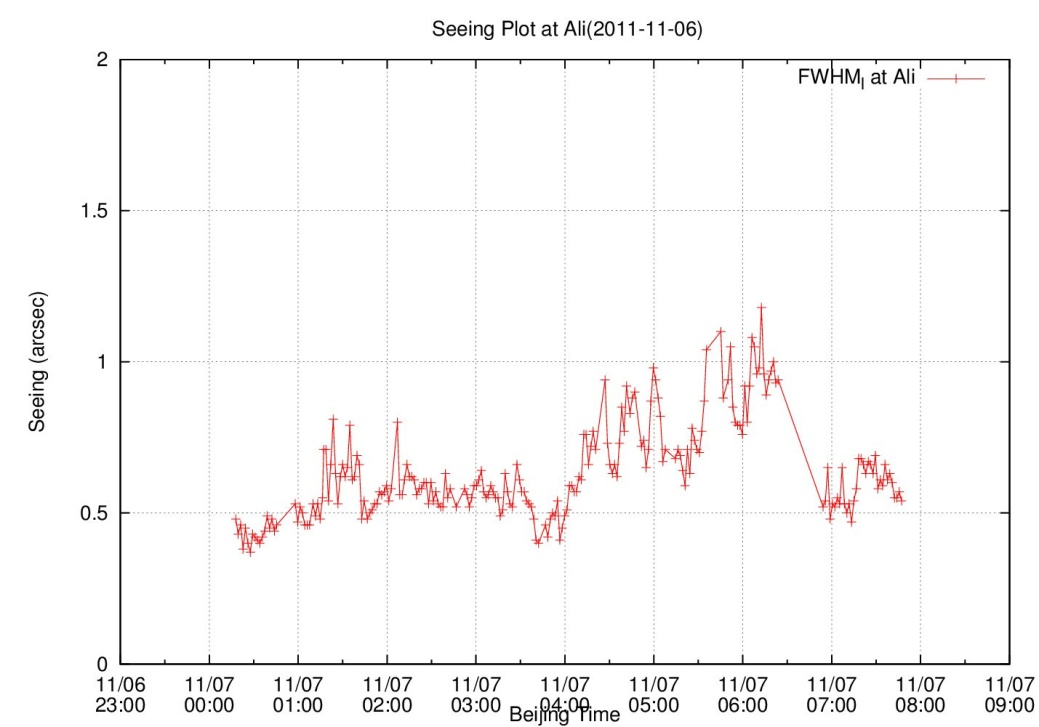 Seeing Plot at Ali(2011-11-06)
FWHM_I at Ali
2
1.5
1
0.5
0
Seeing (arcsec)
11/06 11/07 11/07 11/07 11/07 11/07 11/07 11/07 11/07 11/07 11/07
23:00 00:00 01:00 02:00 03:00 04:00 05:00 06:00 07:00 08:00 09:00
Beijing Time